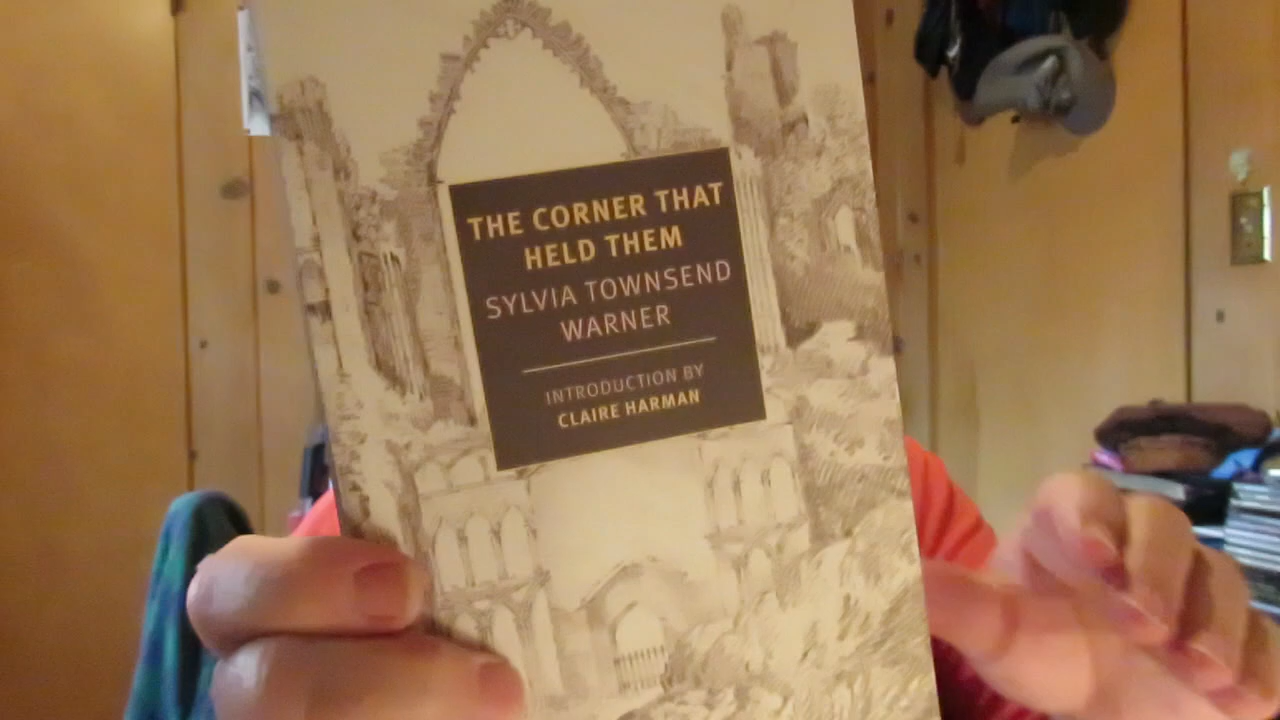 THE CORNER THAT
HELD THEM
SYLVIA TOWNSEND
WARNER
INTRODUCTION BY
CLAIRE HARMAN